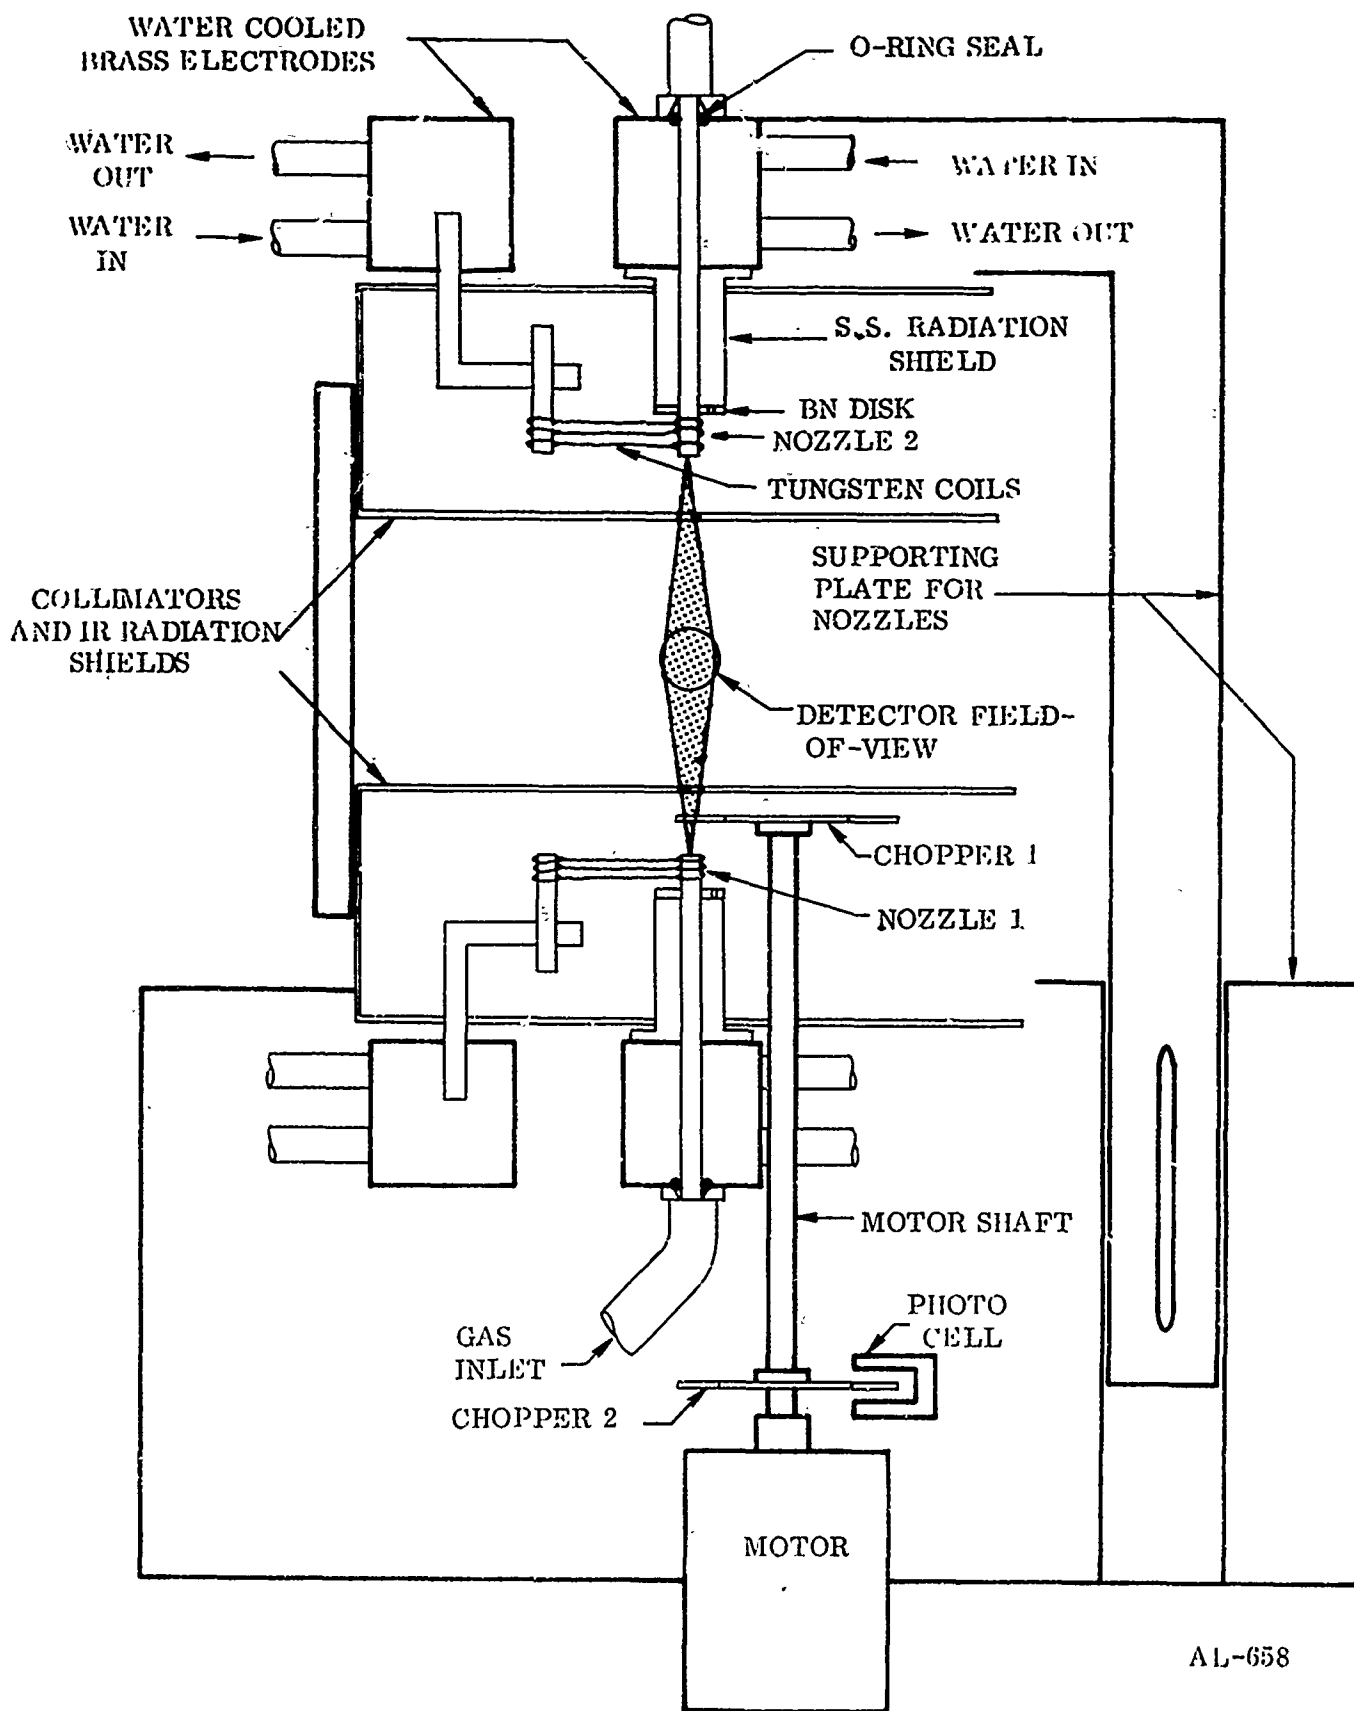 WATER COOLED
BRASS ELECTRODES
O-RING SEAL
WATER
OUT
WATER IN
WATER
IN
WATER OUT
S.S. RADIATION
SHIELD
BN DISK
NOZZLE 2
TUNGSTEN COILS
SUPPORTING
PLATE FOR
NOZZLES
COLLIMATORS
AND IR RADIATION
SHIELDS
DETECTOR FIELD-
OF-VIEW
CHOPPER 1
NOZZLE 1
MOTOR SHAFT
PHOTO
CELL
GAS
INLET
CHOPPER 2
MOTOR
AL-658